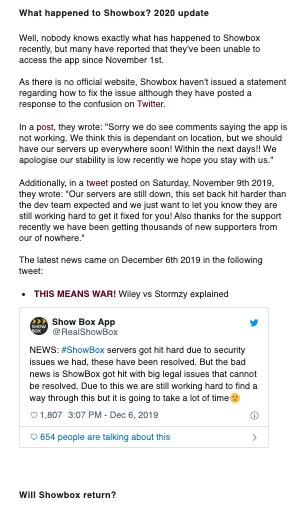 What happened to Showbox? 2020 update
Well, nobody knows exactly what has happened to Showbox
recently, but many have reported that they've been unable to
access the app since November 1st.
As there is no official website, Showbox haven't issued a statement
regarding how to fix the issue although they have posted a
response to the confusion on Twitter.
In a post, they wrote: "Sorry we do see comments saying the app is
not working. We think this is dependant on location, but we should
have our servers up everywhere soon! Within the next days!! We
apologise our stability is low recently we hope you stay with us."
Additionally, in a tweet posted on Saturday, November 9th 2019,
they wrote: "Our servers are still down, this set back hit harder than
the dev team expected and we just want to let you know they are
still working hard to get it fixed for you! Also thanks for the support
recently we have been getting thousands of new supporters from
our of nowhere."
The latest news came on December 6th 2019 in the following
tweet:
• THIS MEANS WAR! Wiley vs Stormzy explained
SHOW
BOX
Show Box App
@RealShowBox
NEWS: #ShowBox servers got hit hard due to security
issues we had, these have been resolved. But the bad
news is ShowBox got hit with big legal issues that cannot
be resolved. Due to this we are still working hard to find a
way through this but it is going to take a lot of time😟
1,807 3:07 PM - Dec 6, 2019
654 people are talking about this
Will Showbox return?